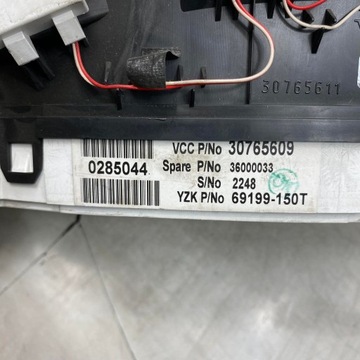 30765611
VCC P/No 30765609
0285044
Spare P/No 36000033
S/No 2248
YZK P/No 69199-150T